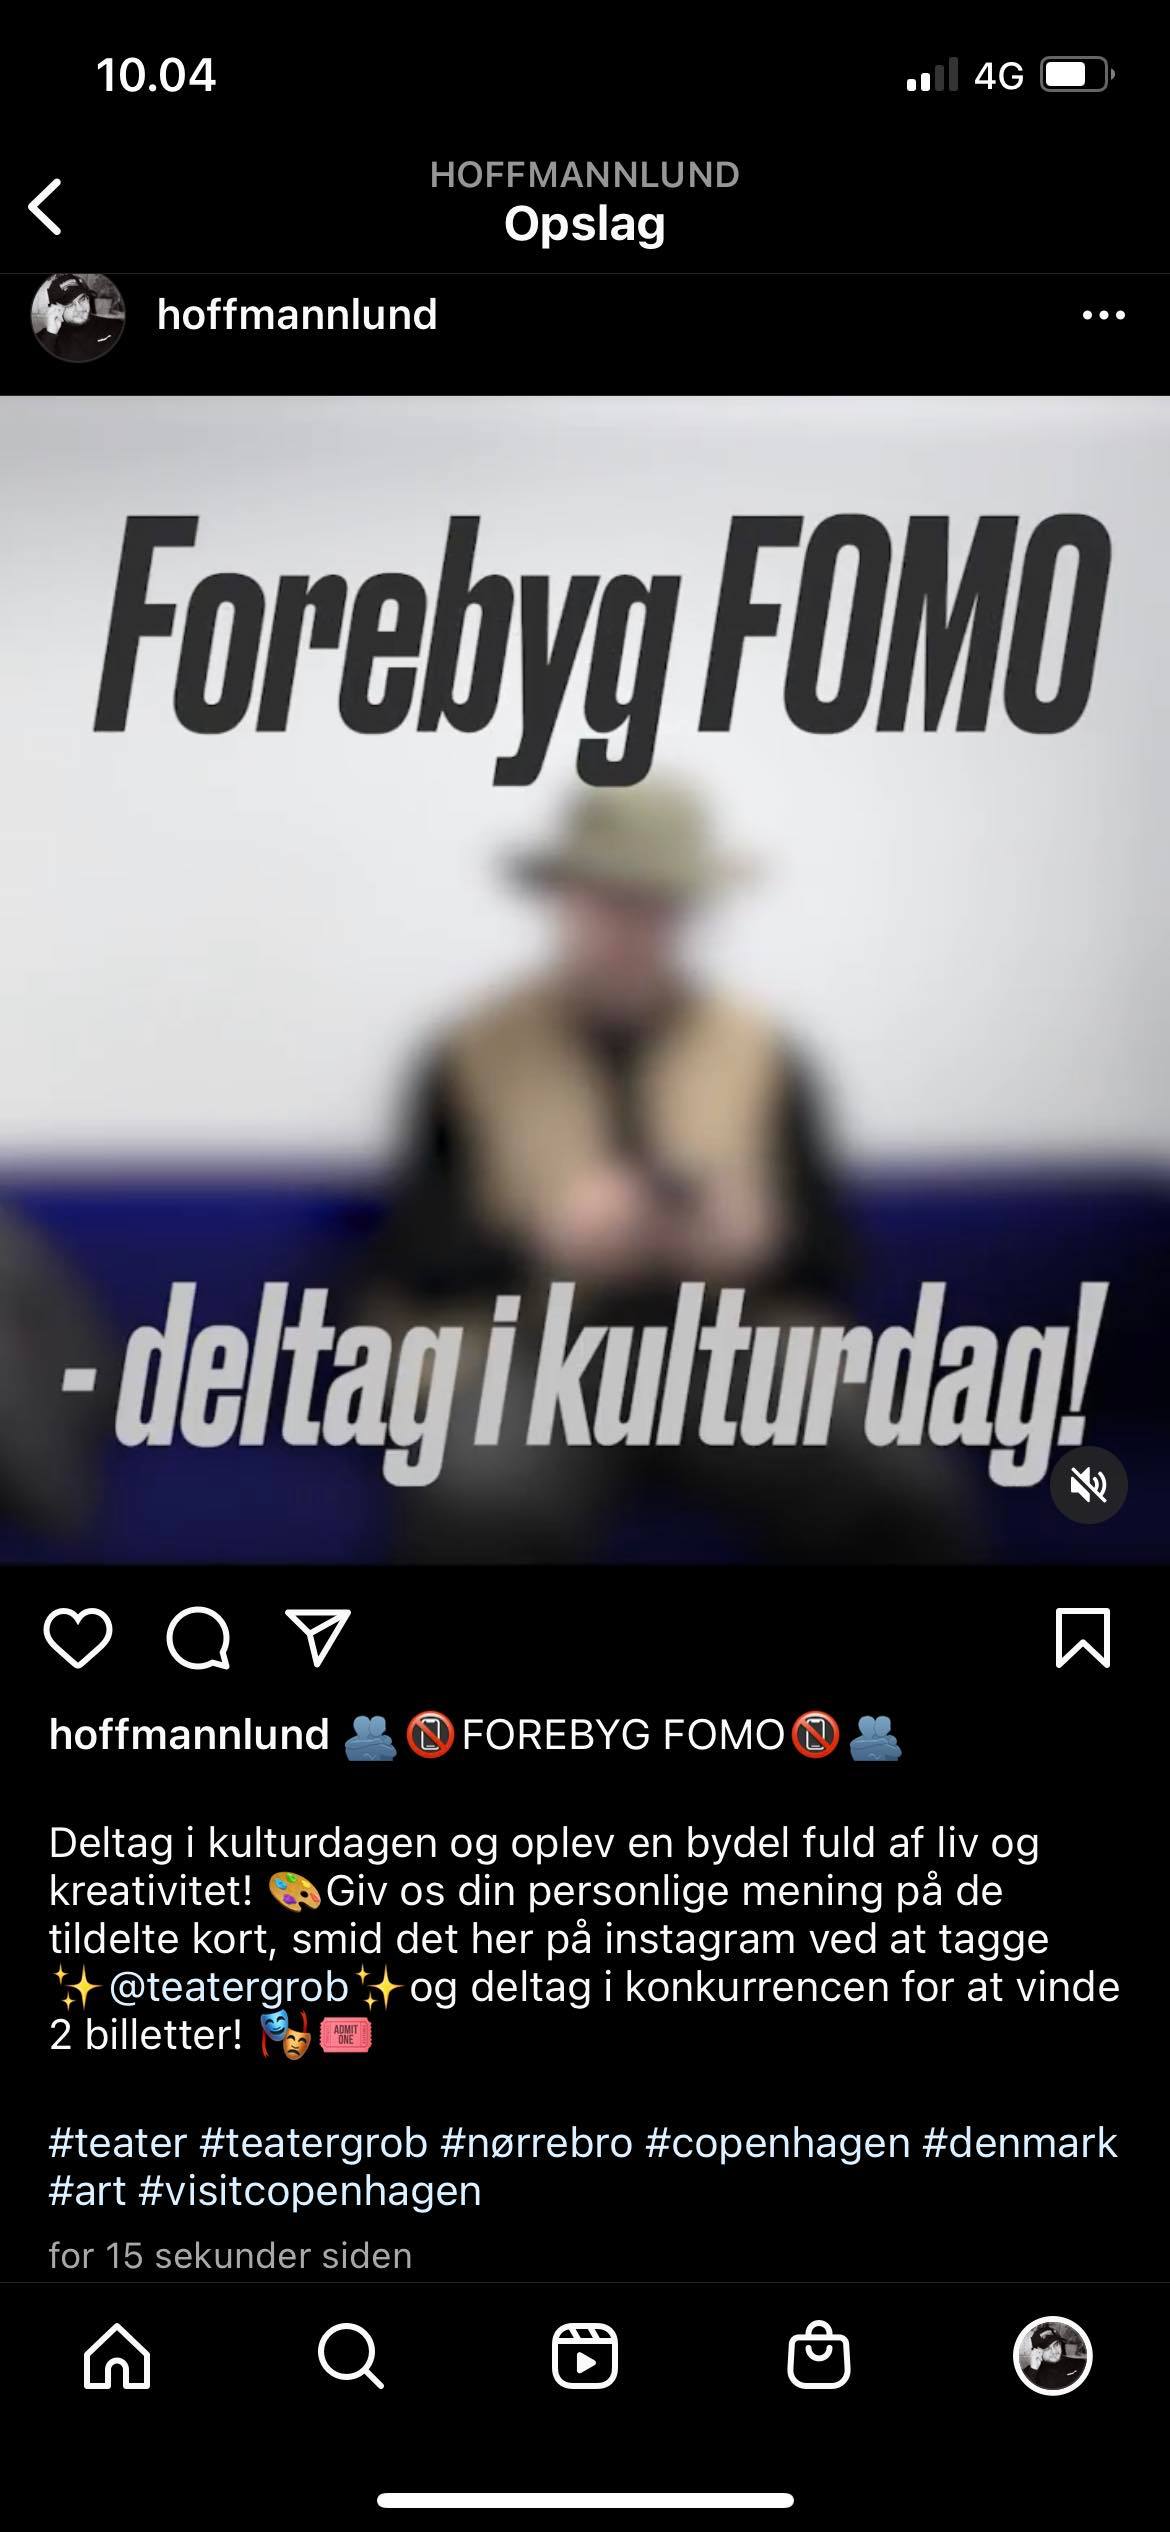 10.04
4G
HOFFMANNLUND
Opslag
hoffmannlund
Forebyg FOMO
- deltag i kulturdag!
hoffmannlund 🫂📵FOREBYG FOMO📵🫂
Deltag i kulturdagen og oplev en bydel fuld af liv og
kreativitet! 🎨Giv os din personlige mening på de
tildelte kort, smid det her på instagram ved at tagge
✨@teatergrob✨og deltag i konkurrencen for at vinde
2 billetter! 🎭🎟
#teater #teatergrob #nørrebro #copenhagen #denmark
#art #visitcopenhagen
for 15 sekunder siden